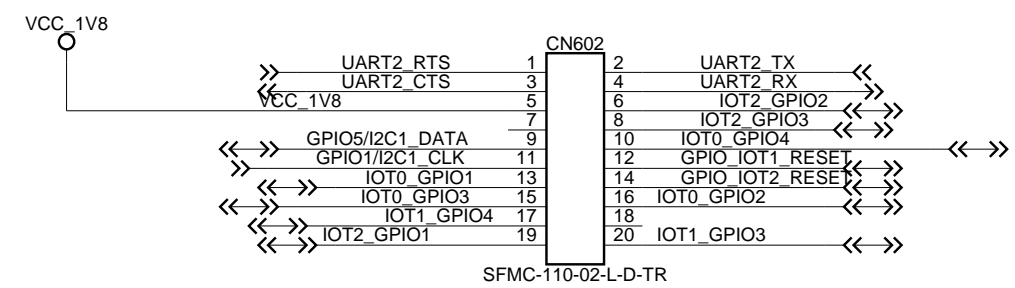 VCC_1V8
CN602
UART2_RTS 1 2 UART2_TX
UART2_CTS 3 4 UART2_RX
VCC_1V8 5 6 IOT2_GPIO2
7 8 IOT2_GPIO3
GPIO5/I2C1_DATA 9 10 IOT0_GPIO4
GPIO1/I2C1_CLK 11 12 GPIO_IOT1_RESET
IOT0_GPIO1 13 14 GPIO_IOT2_RESET
IOT0_GPIO3 15 16 IOT0_GPIO2
IOT1_GPIO4 17 18
IOT2_GPIO1 19 20 IOT1_GPIO3
SFMC-110-02-L-D-TR